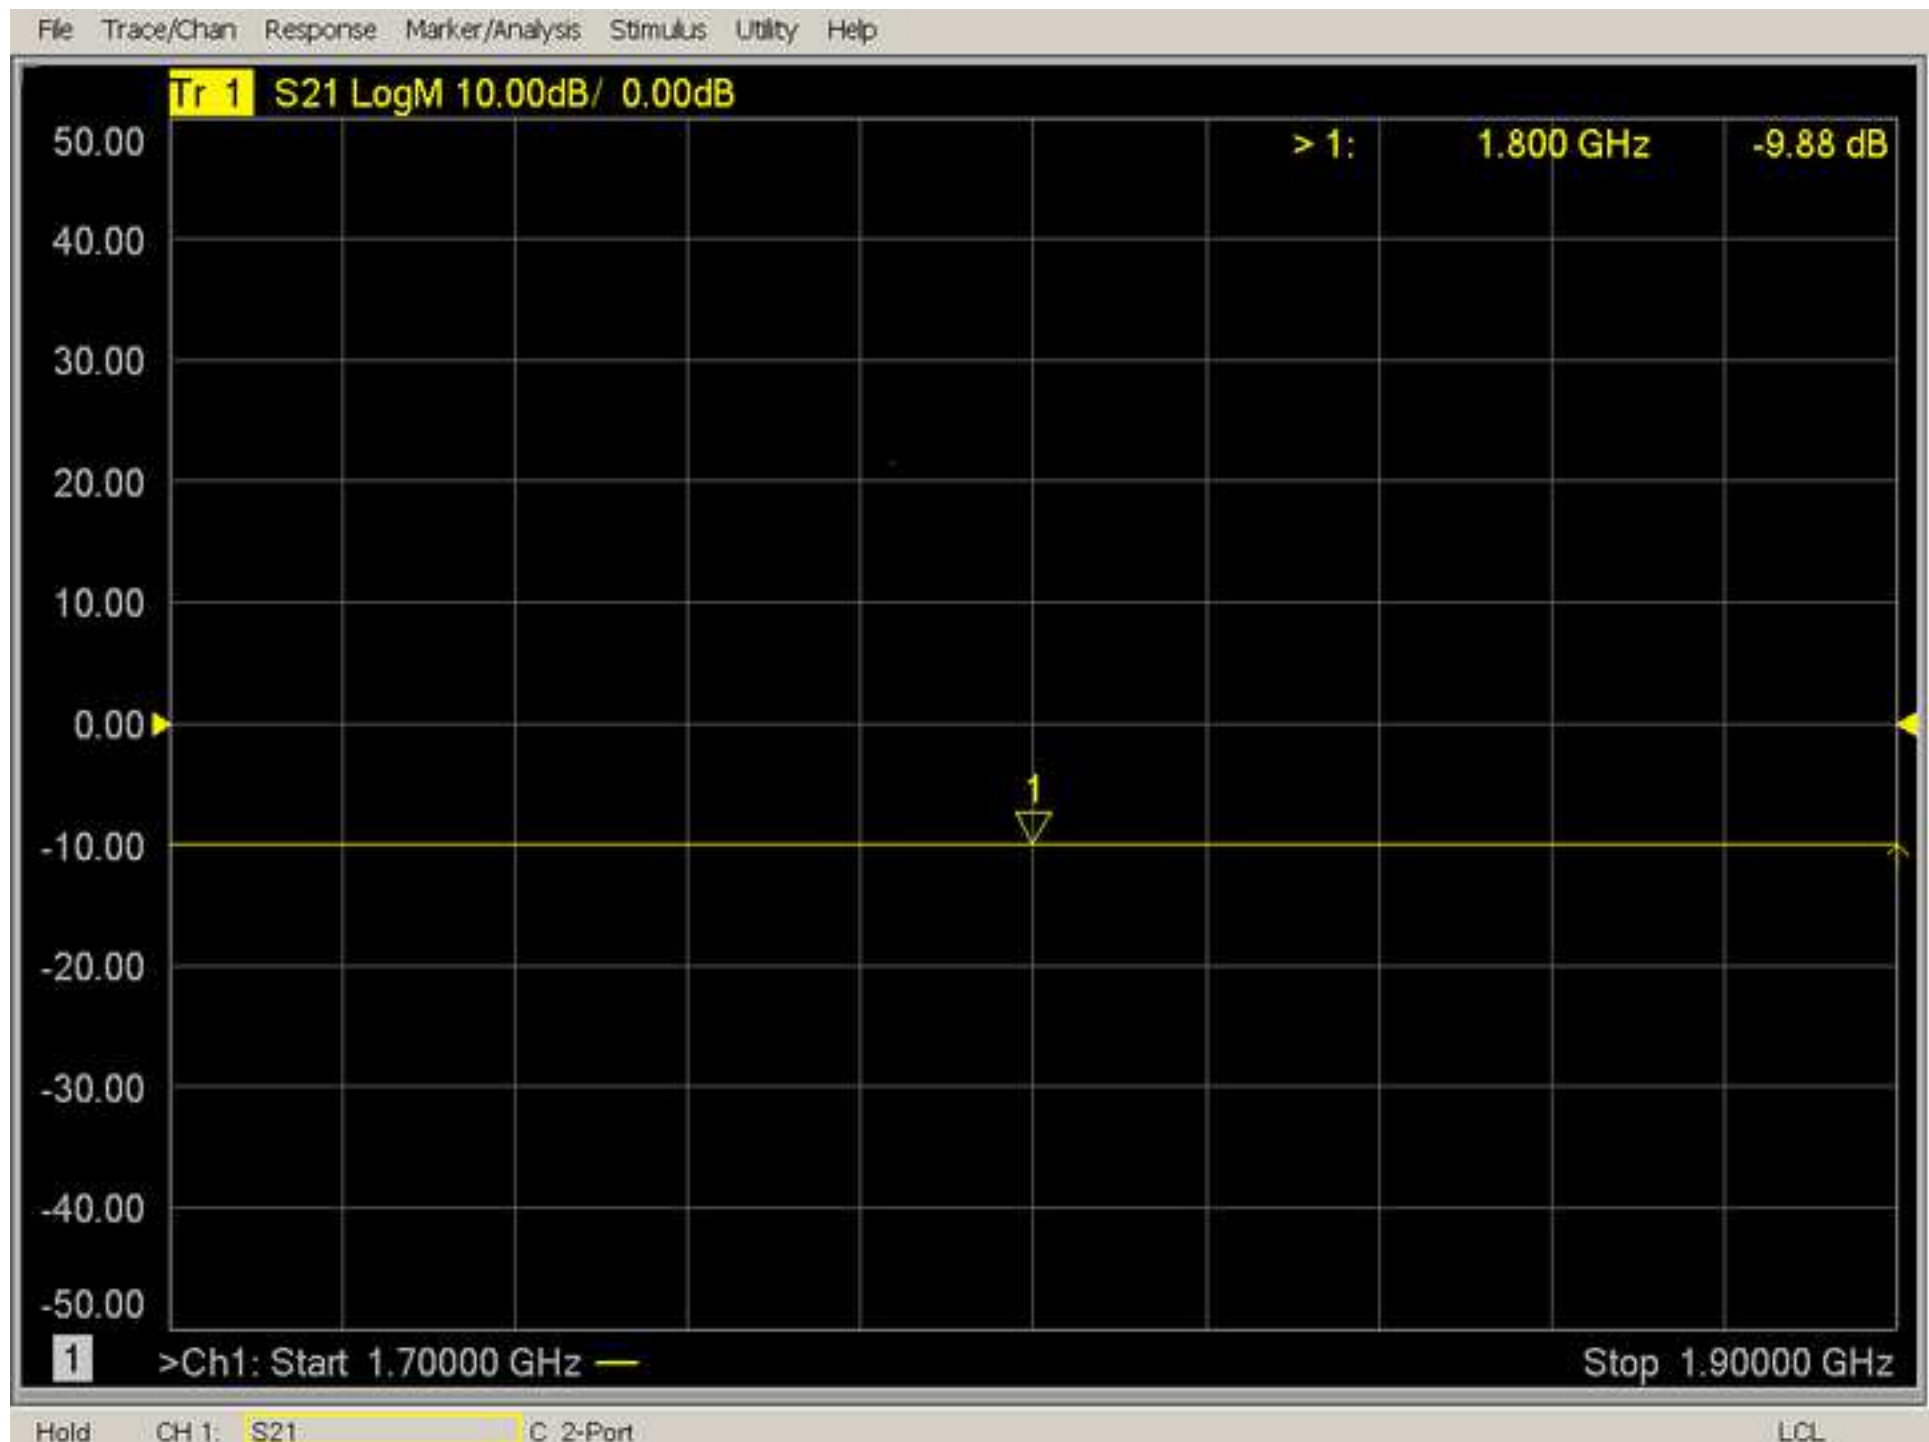 File Trace/Chan Response Marker/Analysis Stimulus Utility Help
Tr 1 S21 LogM 10.00dB/ 0.00dB
50.00
> 1: 1.800 GHz -9.88 dB
40.00
30.00
20.00
10.00
0.00
1
-10.00
-20.00
-30.00
-40.00
-50.00
1 >Ch1: Start 1.70000 GHz Stop 1.90000 GHz
Hold CH 1: S21 C 2-Port LCL